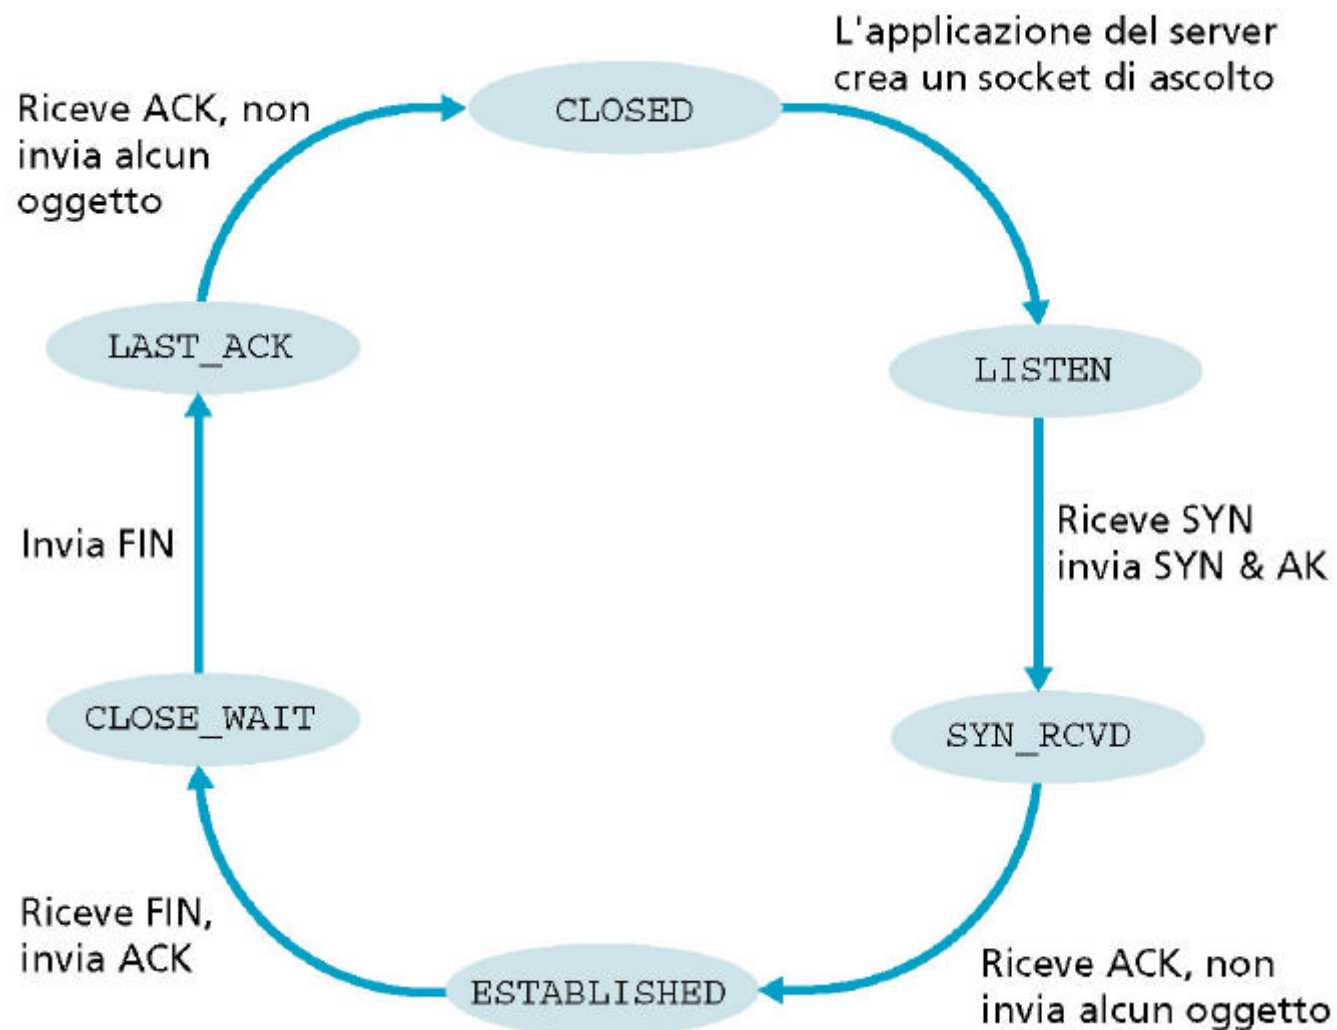 L'applicazione del server
crea un socket di ascolto
CLOSED
Riceve ACK, non
invia alcun
oggetto
LAST_ACK
LISTEN
Invia FIN
Riceve SYN
invia SYN & AK
CLOSE_WAIT
SYN_RCVD
Riceve FIN,
invia ACK
ESTABLISHED
Riceve ACK, non
invia alcun oggetto